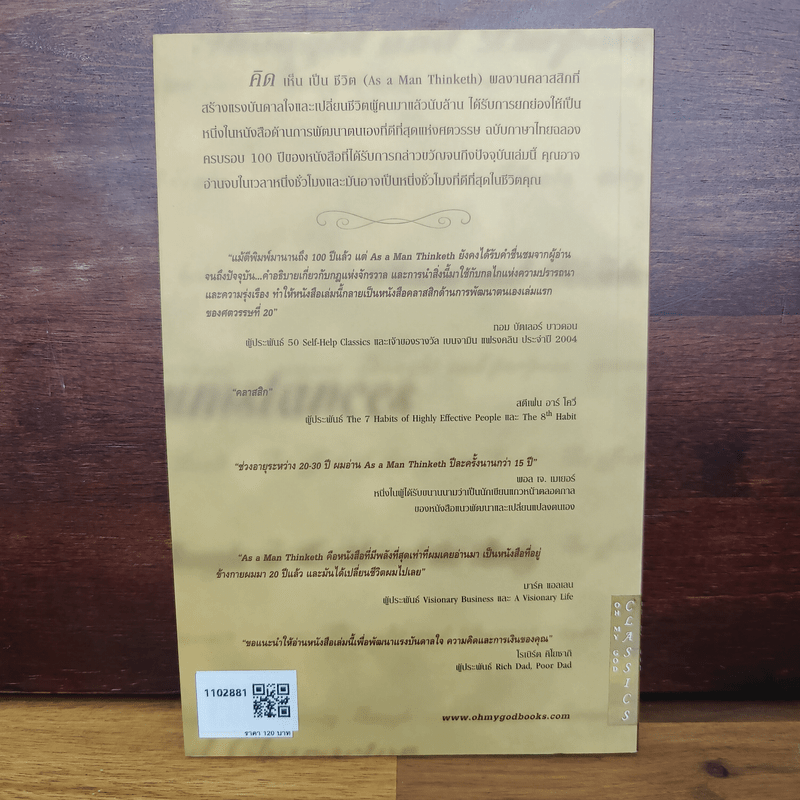 คิด เห็น เป็น ชีวิต (As a Man Thinketh) ผลงานคลาสสิกที่
สร้างแรงบันดาลใจและเปลี่ยนชีวิตผู้คนมาแล้วนับล้าน ได้รับการยกย่องให้เป็น
หนึ่งในหนังสือด้านการพัฒนาตนเองที่ดีที่สุดแห่งศตวรรษ ฉบับภาษาไทยฉลอง
ครบรอบ 100 ปีของหนังสือที่ได้รับการกล่าวขวัญจนถึงปัจจุบันเล่มนี้ คุณอาจ
อ่านจบในเวลาหนึ่งชั่วโมงและมันอาจเป็นหนึ่งชั่วโมงที่ดีที่สุดในชีวิตคุณ
"แม้ตีพิมพ์มานานถึง 100 ปีแล้ว แต่ As a Man Thinketh ยังคงได้รับคำชื่นชมจากผู้อ่าน
จนถึงปัจจุบัน...คำอธิบายเกี่ยวกับกฎแห่งจักรวาล และการนำสิ่งนี้มาใช้กับกลไกแห่งความปรารถนา
และความรุ่งเรือง ทำให้หนังสือเล่มนี้กลายเป็นหนังสือคลาสสิกด้านการพัฒนาตนเองเล่มแรก
ของศตวรรษที่ 20"
ทอม บัตเลอร์ บาวดอน
ผู้ประพันธ์ 50 Self-Help Classics และเจ้าของรางวัล เบนจามิน แฟรงคลิน ประจำปี 2004
"คลาสสิก"
สตีเฟน อาร์ โควี่
ผู้ประพันธ์ The 7 Habits of Highly Effective People และ The 8th Habit
"ช่วงอายุระหว่าง 20-30 ปี ผมอ่าน As a Man Thinketh ปีละครั้งนานกว่า 15 ปี"
พอล เจ. เมเยอร์
หนึ่งในผู้ได้รับขนานนามว่าเป็นนักเขียนแถวหน้าตลอดกาล
ของหนังสือแนวพัฒนาและเปลี่ยนแปลงตนเอง
"As a Man Thinketh คือหนังสือที่มีพลังที่สุดเท่าที่ผมเคยอ่านมา เป็นหนังสือที่อยู่
ข้างกายผมมา 20 ปีแล้ว และมันได้เปลี่ยนชีวิตผมไปเลย"
มาร์ค แอลเลน
ผู้ประพันธ์ Visionary Business และ A Visionary Life
"ขอแนะนำให้อ่านหนังสือเล่มนี้เพื่อพัฒนาแรงบันดาลใจ ความคิดและการเงินของคุณ"
โรเบิร์ต คิโยซากิ
ผู้ประพันธ์ Rich Dad, Poor Dad
OH MY GOD
CLASSICS
1102881
ราคา 120 บาท
www.ohmygodbooks.com